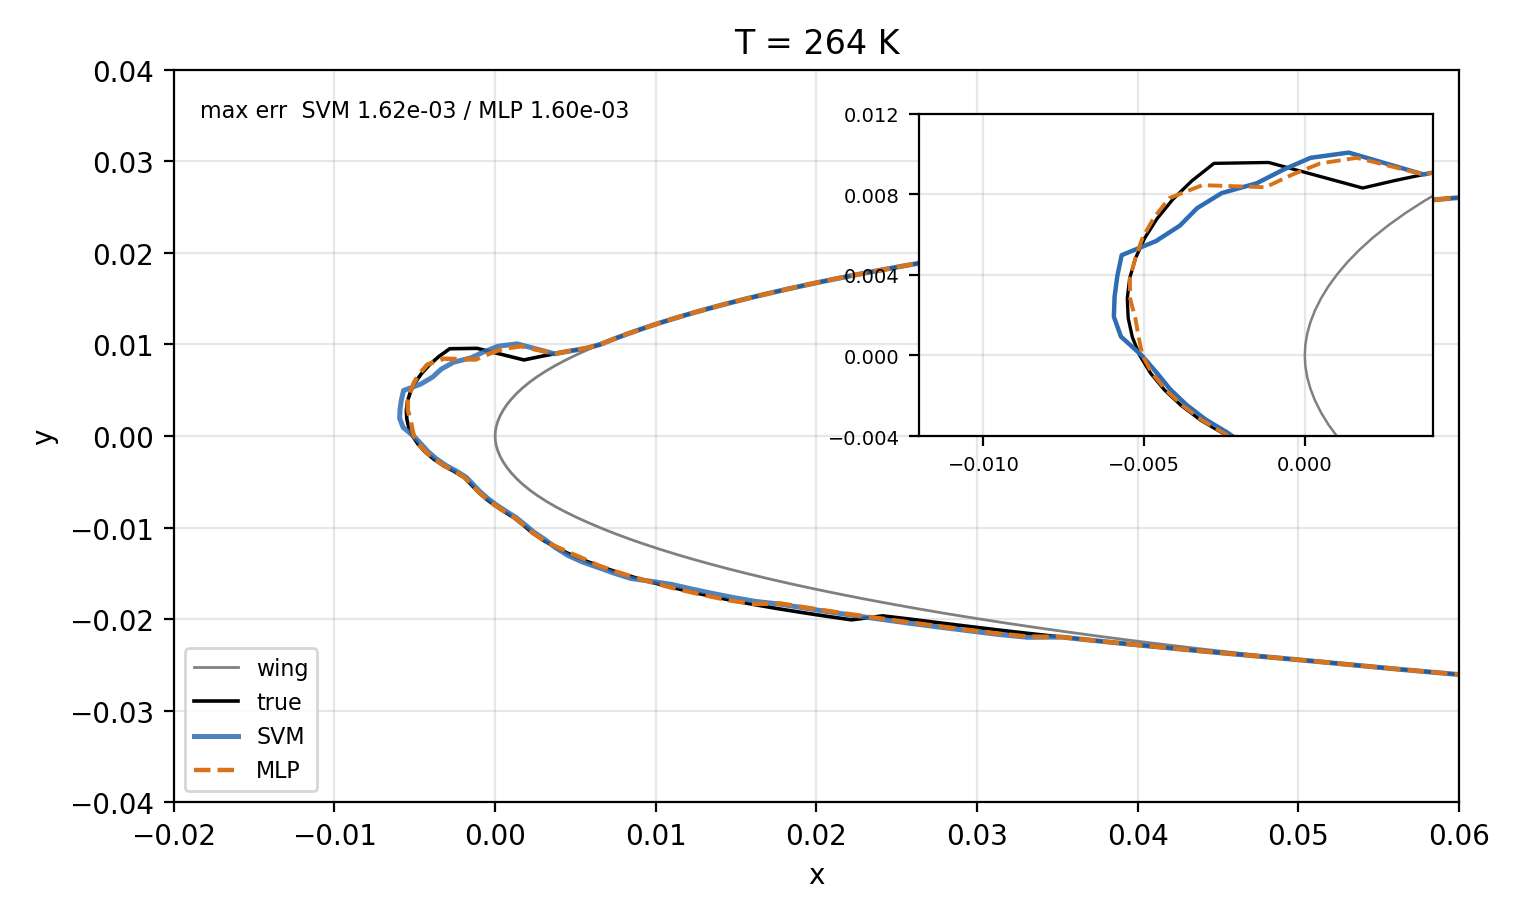 T = 264 K
max err  SVM 1.62e-03 / MLP 1.60e-03
0.04
0.03
0.02
0.01
0.00
−0.01
−0.02
−0.03
−0.04
y
0.012
0.008
0.004
0.000
−0.004
−0.010 −0.005 0.000
wing
true
SVM
MLP
−0.02 −0.01 0.00 0.01 0.02 0.03 0.04 0.05 0.06
x